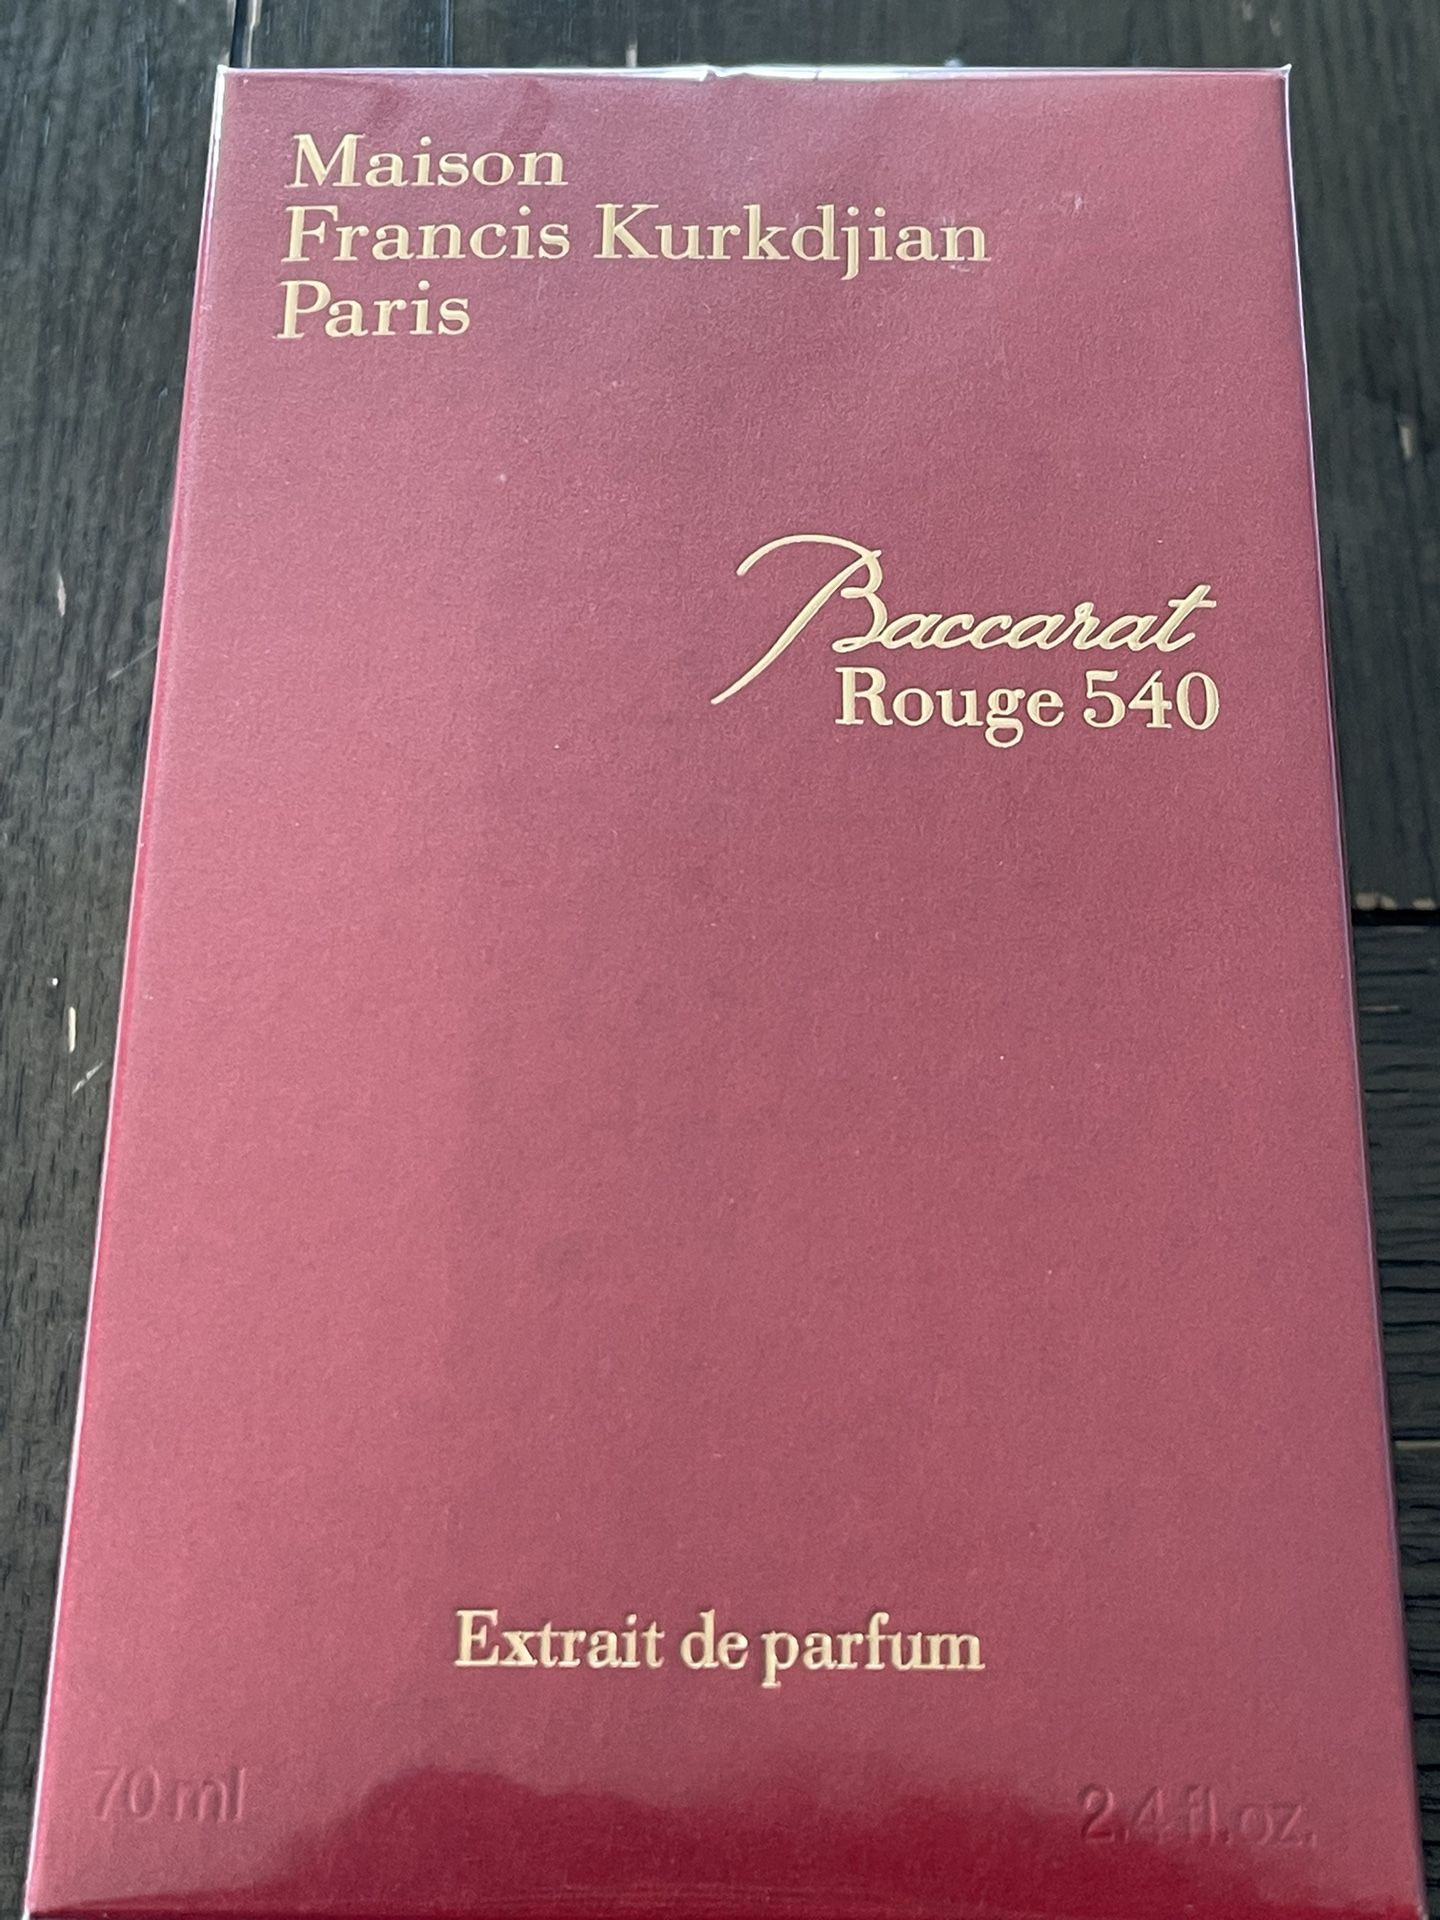 Maison
Francis Kurkdjian
Paris
Baccarat
Rouge 540
Extrait de parfum
70 ml
2.4 fl. oz.